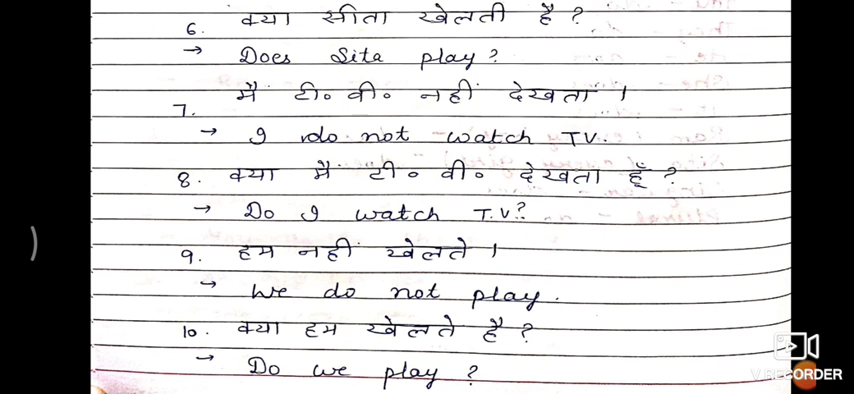 6. क्या सीता खेलती है ?
→ Does Sita play?
7. मैं टी० वी० नहीं देखता ।
→ I do not watch TV.
8. क्या मैं टी० वी० देखता हूँ ?
→ Do I watch T.V?
9. हम नहीं खेलते ।
→ We do not play.
10. क्या हम खेलते है ?
→ Do we play ?
V RECORDER